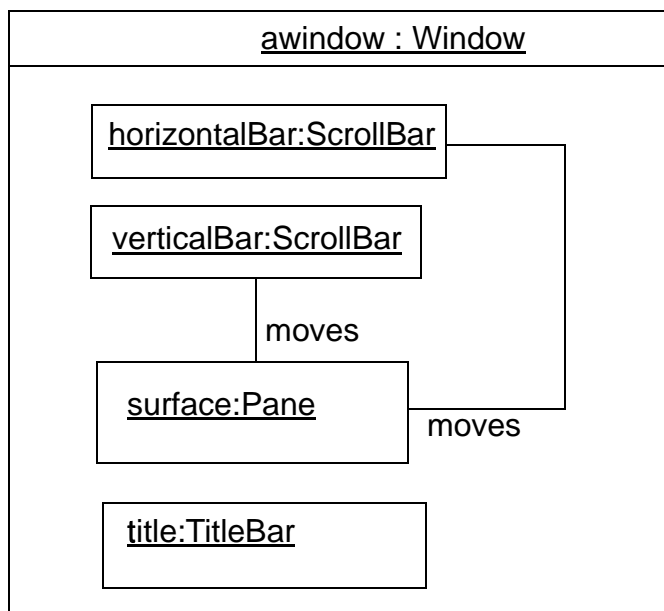 awindow : Window
horizontalBar:ScrollBar
verticalBar:ScrollBar
moves
surface:Pane
moves
title:TitleBar